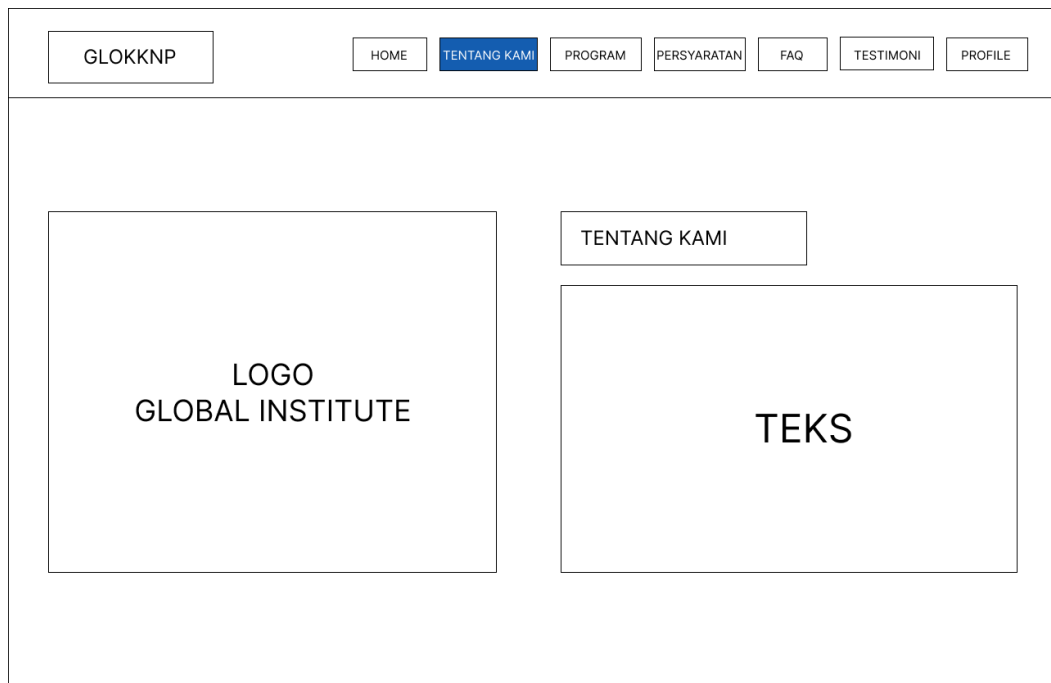 GLOKKNP
HOME
TENTANG KAMI
PROGRAM
PERSYARATAN
FAQ
TESTIMONI
PROFILE
LOGO
GLOBAL INSTITUTE
TENTANG KAMI
TEKS